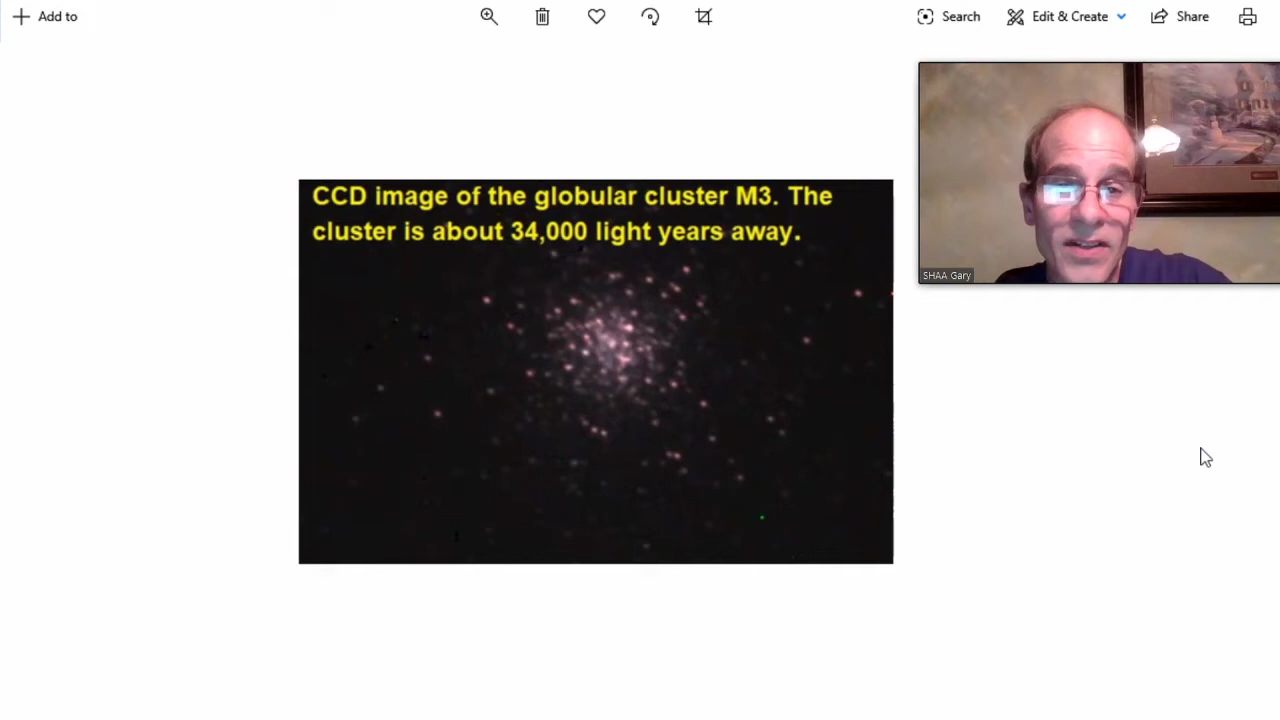 Add to
Search
Edit & Create
Share
CCD image of the globular cluster M3. The
cluster is about 34,000 light years away.
SHAA Gary